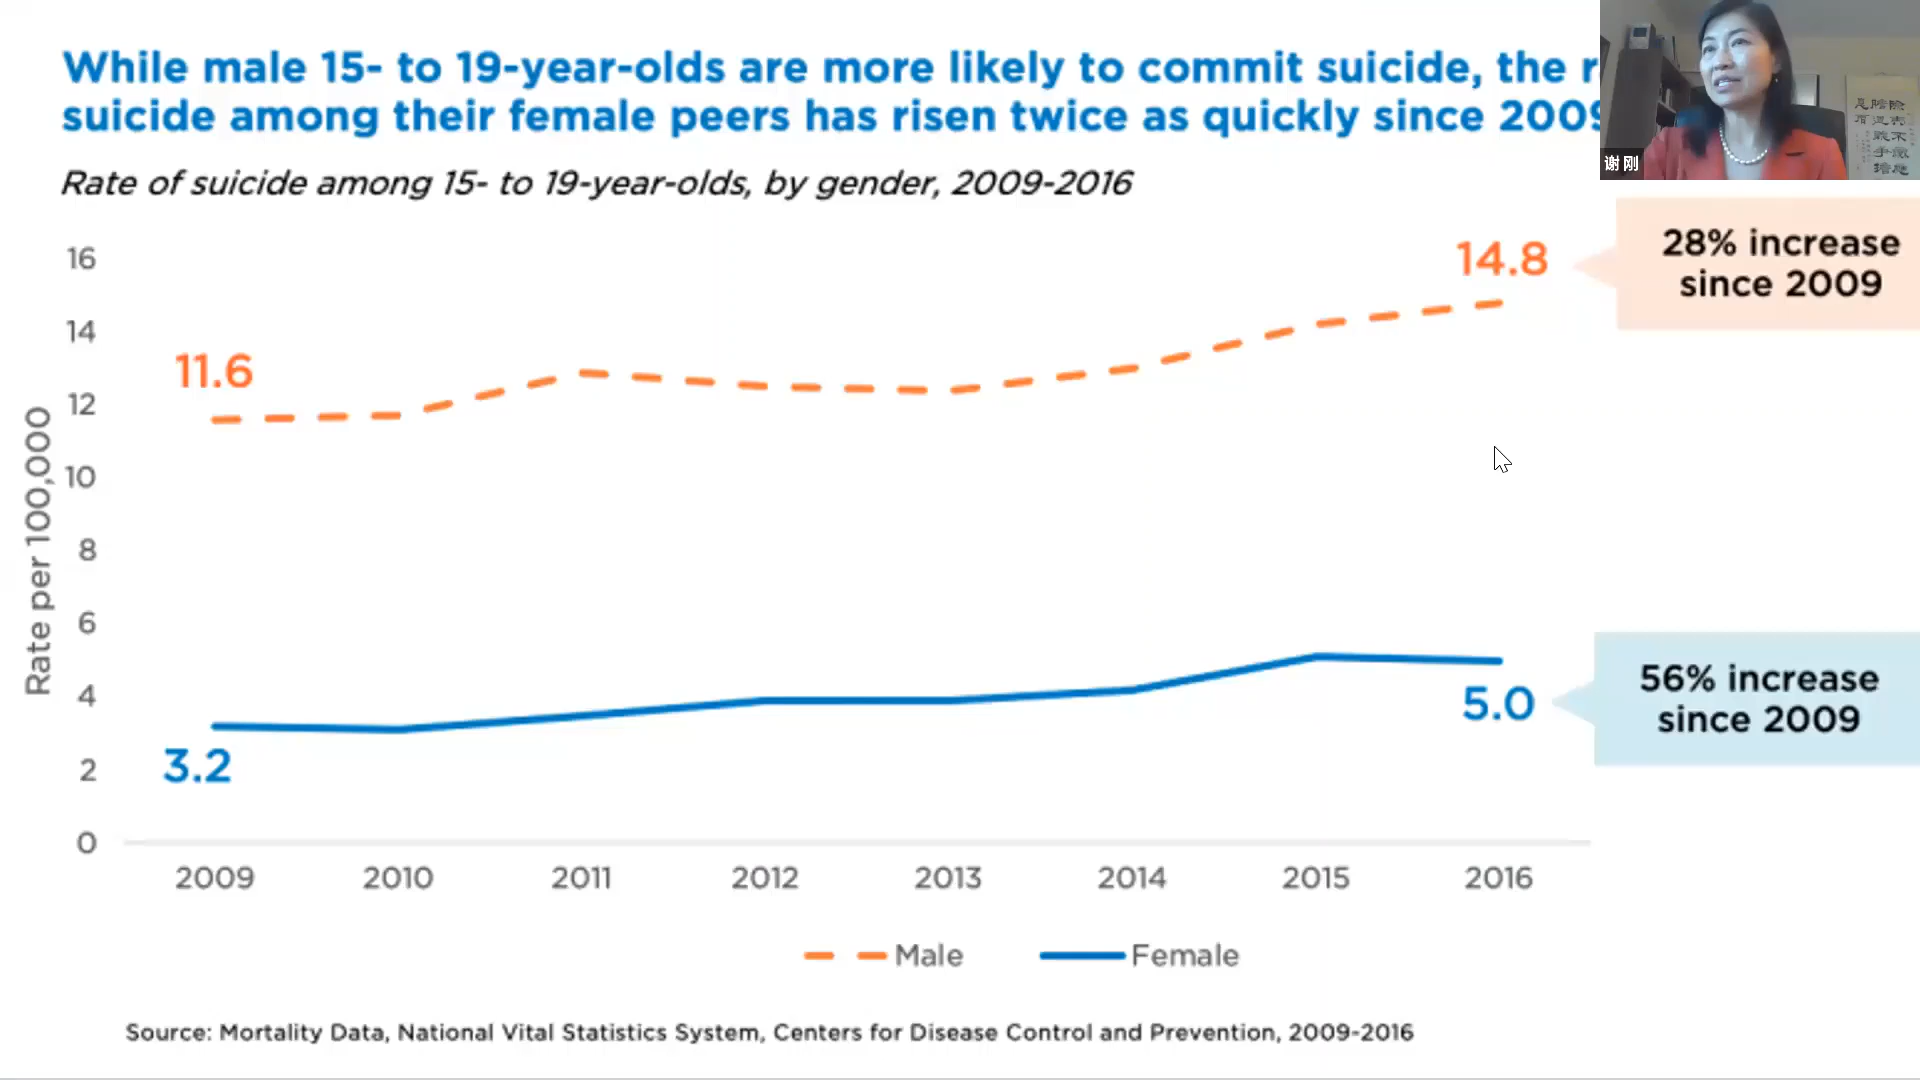 While male 15- to 19-year-olds are more likely to commit suicide, the r
suicide among their female peers has risen twice as quickly since 2009
Rate of suicide among 15- to 19-year-olds, by gender, 2009-2016
谢 刚
28% increase
since 2009
Rate per 100,000
16
14
12
10
8
6
4
2
0
11.6
14.8
3.2
5.0
56% increase
since 2009
2009 2010 2011 2012 2013 2014 2015 2016
Male Female
Source: Mortality Data, National Vital Statistics System, Centers for Disease Control and Prevention, 2009-2016